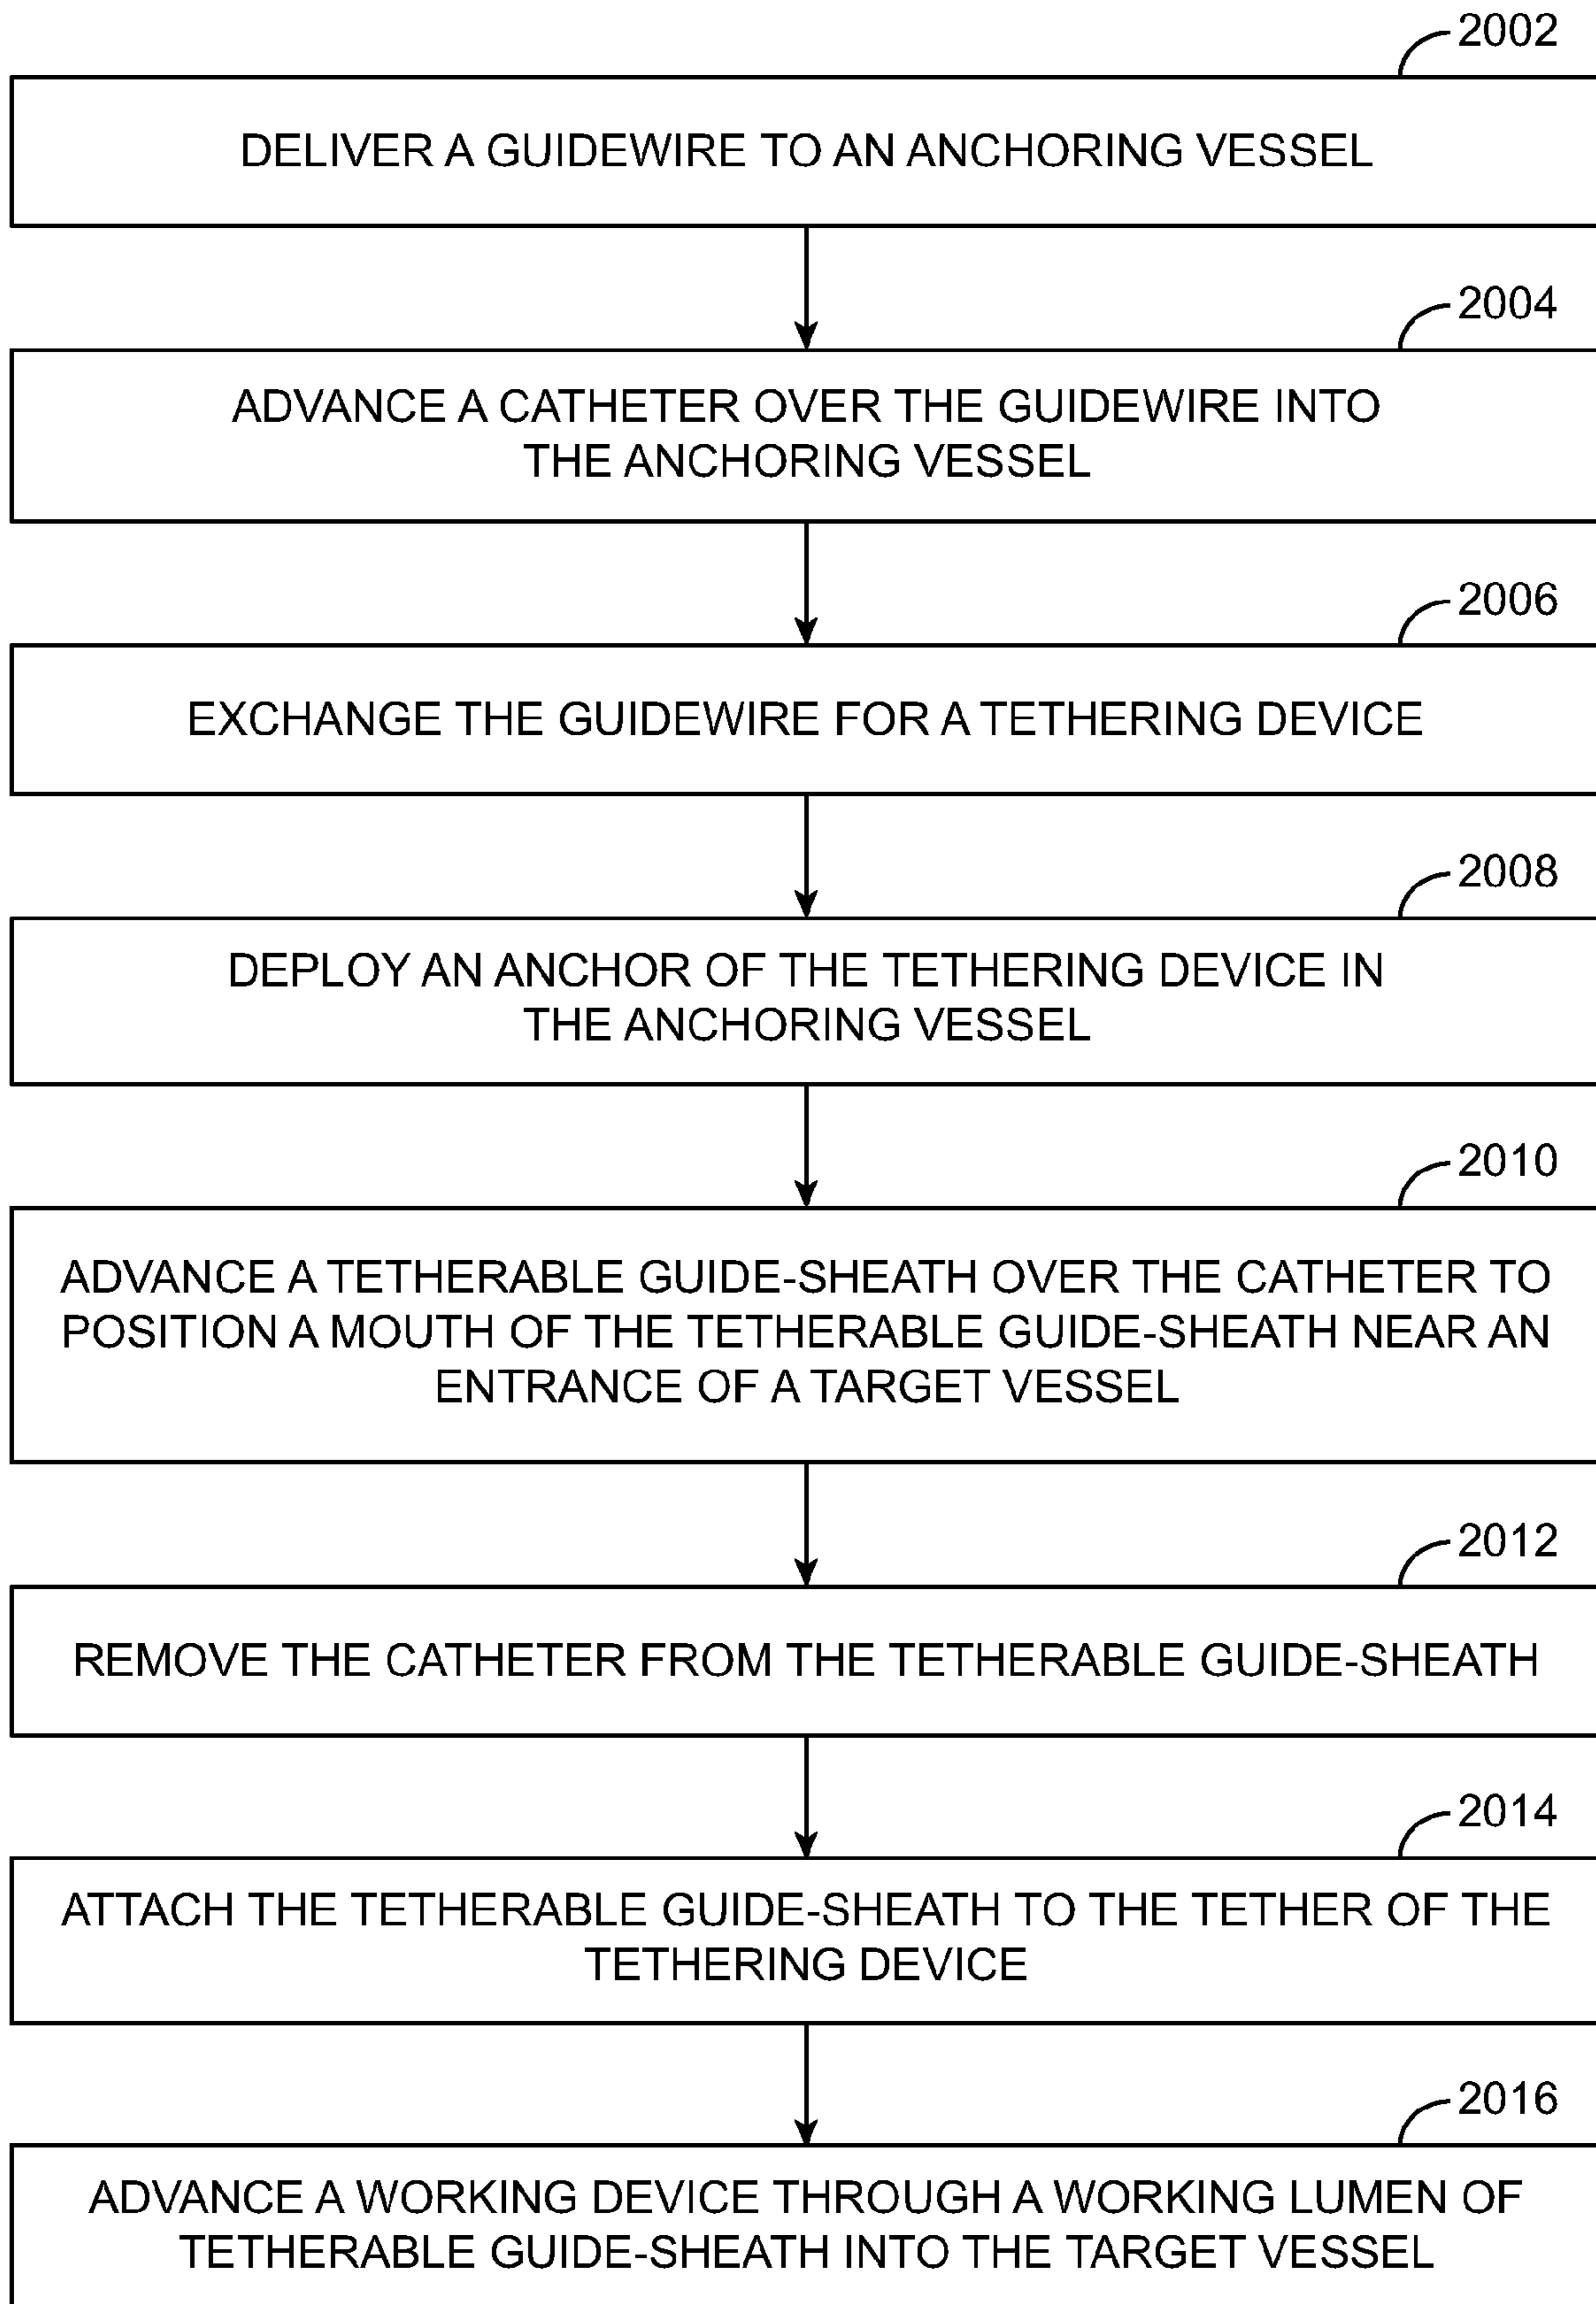 2002
DELIVER A GUIDEWIRE TO AN ANCHORING VESSEL
2004
ADVANCE A CATHETER OVER THE GUIDEWIRE INTO
THE ANCHORING VESSEL
2006
EXCHANGE THE GUIDEWIRE FOR A TETHERING DEVICE
2008
DEPLOY AN ANCHOR OF THE TETHERING DEVICE IN
THE ANCHORING VESSEL
2010
ADVANCE A TETHERABLE GUIDE-SHEATH OVER THE CATHETER TO
POSITION A MOUTH OF THE TETHERABLE GUIDE-SHEATH NEAR AN
ENTRANCE OF A TARGET VESSEL
2012
REMOVE THE CATHETER FROM THE TETHERABLE GUIDE-SHEATH
2014
ATTACH THE TETHERABLE GUIDE-SHEATH TO THE TETHER OF THE
TETHERING DEVICE
2016
ADVANCE A WORKING DEVICE THROUGH A WORKING LUMEN OF
TETHERABLE GUIDE-SHEATH INTO THE TARGET VESSEL